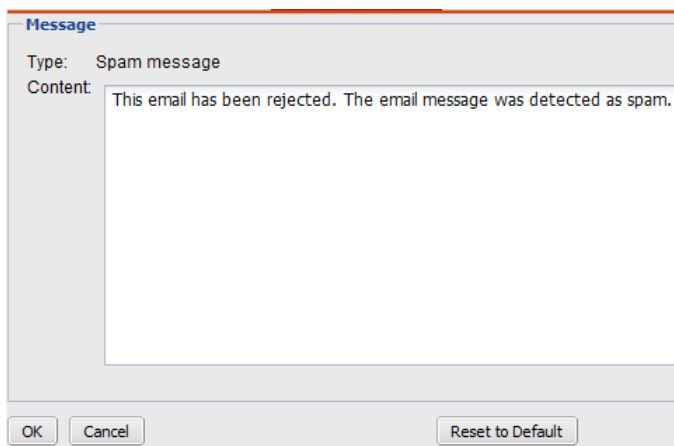 Message
Type: Spam message
Content:
This email has been rejected. The email message was detected as spam.
OK Cancel Reset to Default